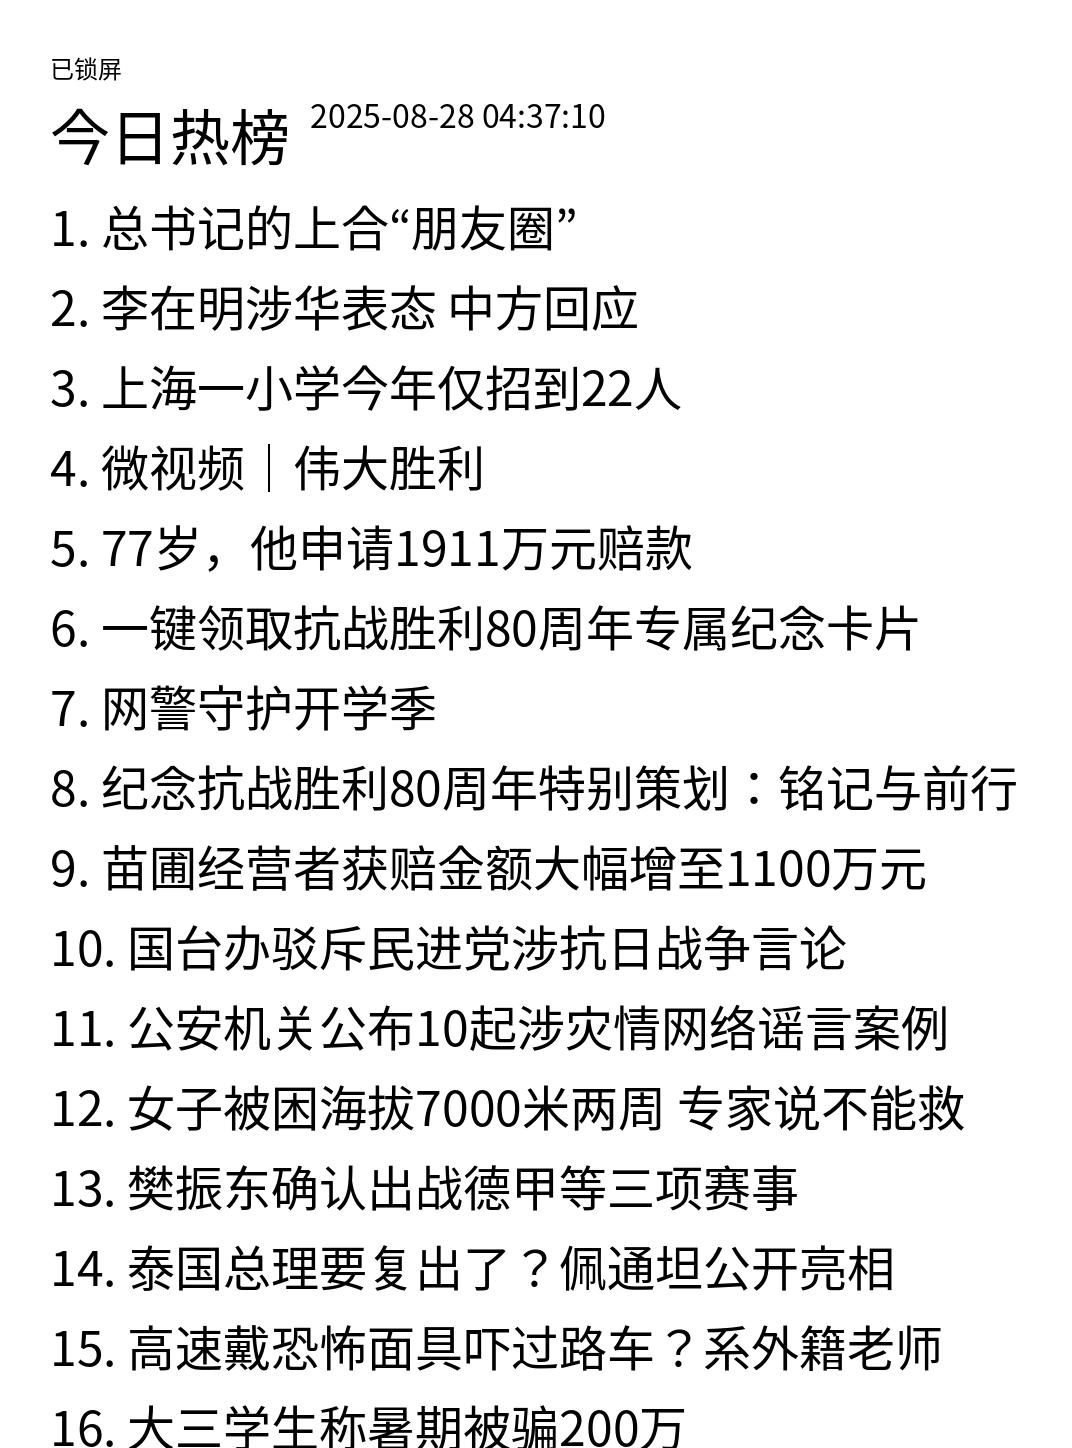 已锁屏
今日热榜 2025-08-28 04:37:10
1. 总书记的上合“朋友圈”
2. 李在明涉华表态 中方回应
3. 上海一小学今年仅招到22人
4. 微视频｜伟大胜利
5. 77岁，他申请1911万元赔款
6. 一键领取抗战胜利80周年专属纪念卡片
7. 网警守护开学季
8. 纪念抗战胜利80周年特别策划：铭记与前行
9. 苗圃经营者获赔金额大幅增至1100万元
10. 国台办驳斥民进党涉抗日战争言论
11. 公安机关公布10起涉灾情网络谣言案例
12. 女子被困海拔7000米两周 专家说不能救
13. 樊振东确认出战德甲等三项赛事
14. 泰国总理要复出了？佩通坦公开亮相
15. 高速戴恐怖面具吓过路车？系外籍老师
16. 大三学生称暑期被骗200万